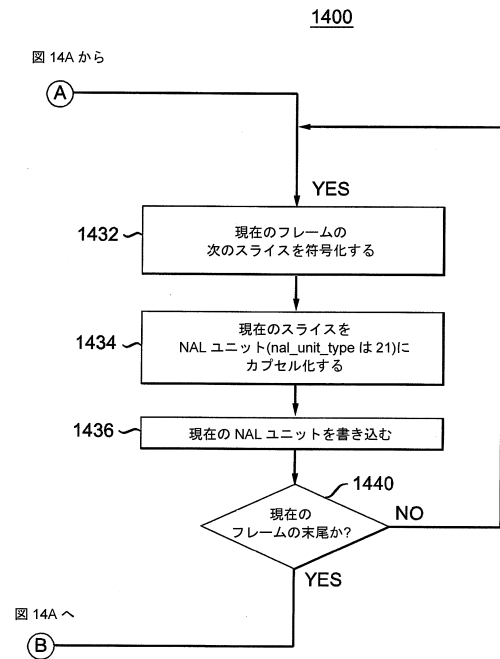 1400
図 14A から
A
YES
1432
現在のフレームの
次のスライスを符号化する
1434
現在のスライスを
NAL ユニット(nal_unit_type は 21)に
カプセル化する
1436
現在の NAL ユニットを書き込む
1440
現在の
フレームの末尾か?
NO
YES
図 14A へ
B